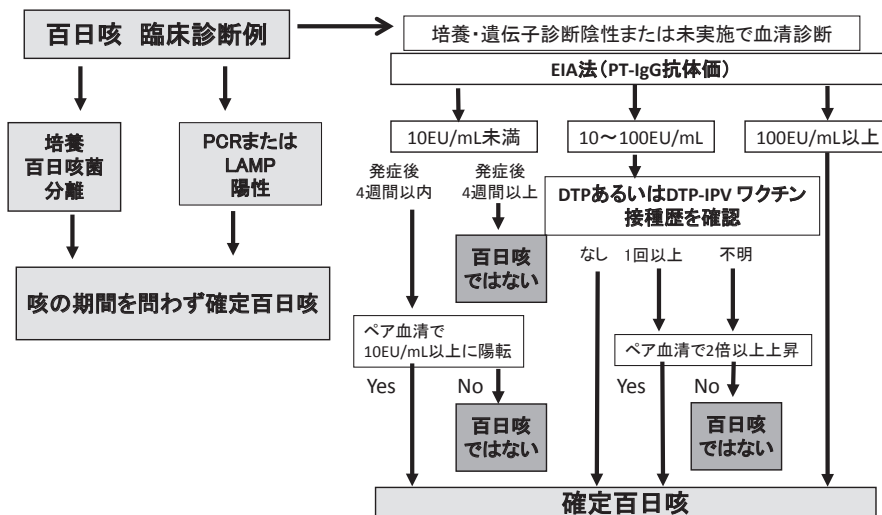 百日咳 臨床診断例
培養・遺伝子診断陰性または未実施で血清診断
EIA法(PT-IgG抗体価)
培養
百日咳菌
分離
PCRまたは
LAMP
陽性
10EU/mL未満
10〜100EU/mL
100EU/mL以上
発症後
4週間以内
発症後
4週間以上
DTPあるいはDTP-IPV ワクチン
接種歴を確認
百日咳
ではない
なし
1回以上
不明
咳の期間を問わず確定百日咳
ペア血清で
10EU/mL以上に陽転
ペア血清で2倍以上上昇
Yes
No
Yes
No
百日咳
ではない
百日咳
ではない
確定百日咳